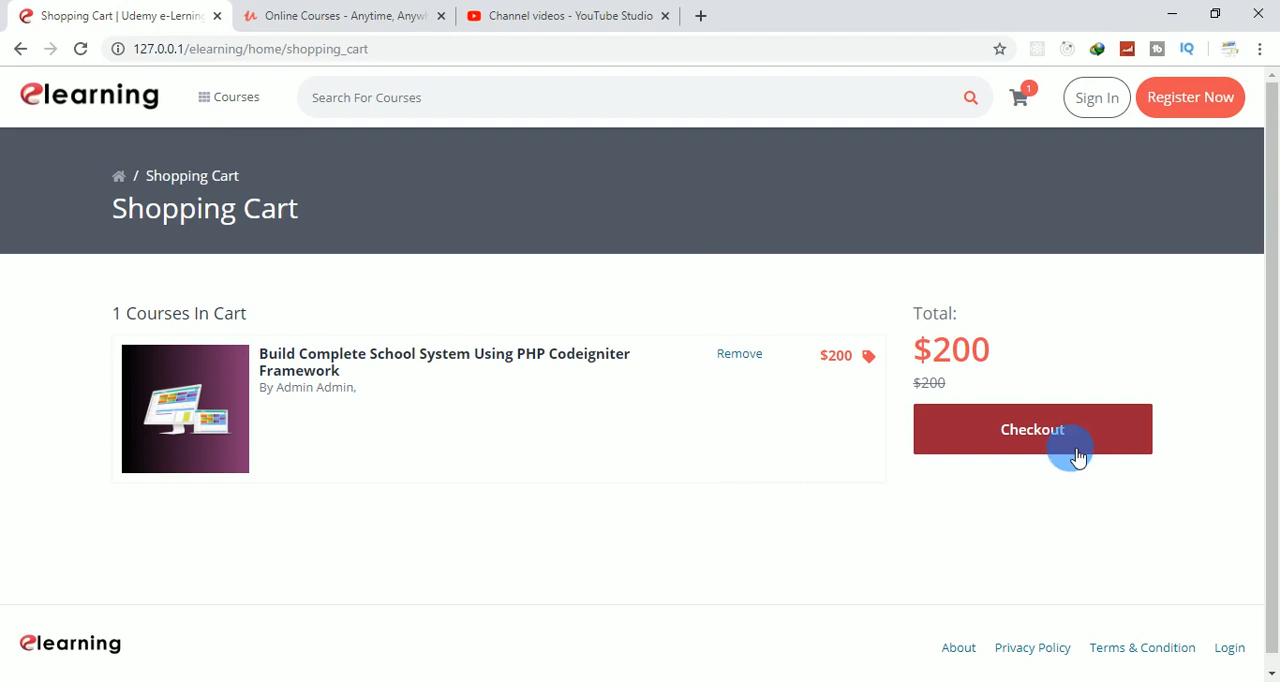 Shopping Cart | Udemy e-Lerning
Online Courses - Anytime, Anyw
Channel videos - YouTube Studio
127.0.0.1/elearning/home/shopping_cart
tb
IQ
elearning
Courses
Search For Courses
1
Sign In
Register Now
/ Shopping Cart
Shopping Cart
1 Courses In Cart
Build Complete School System Using PHP Codeigniter
Framework
By Admin Admin,
Remove
$200
Total:
$200
$200
Checkout
elearning
About
Privacy Policy
Terms & Condition
Login